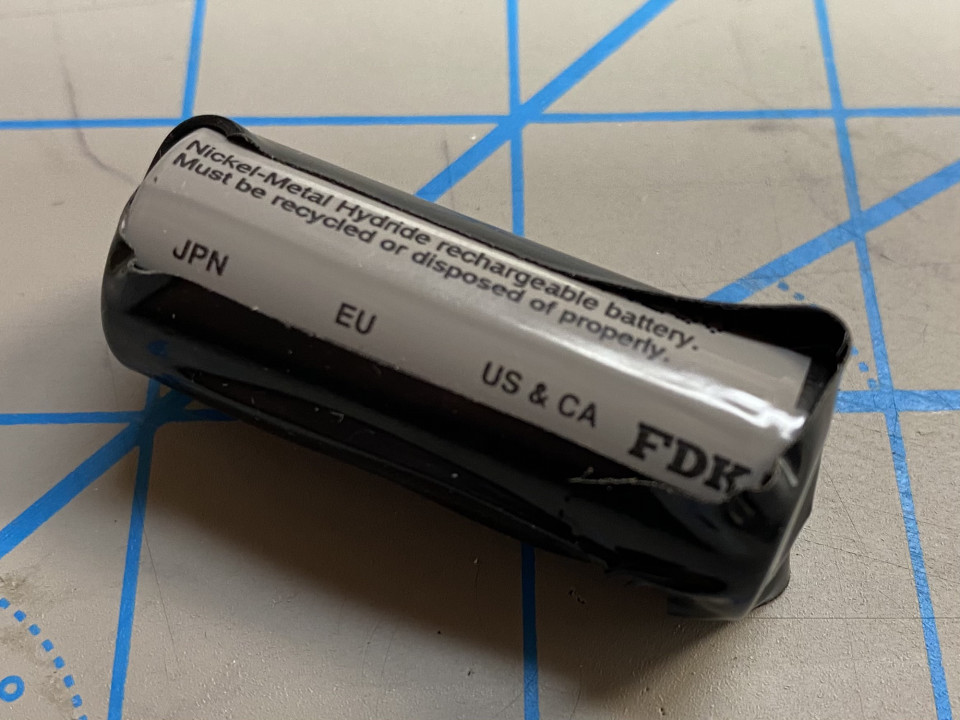 Nickel-Metal Hydride rechargeable battery.
Must be recycled or disposed of properly.
JPN
EU
US & CA
FDK